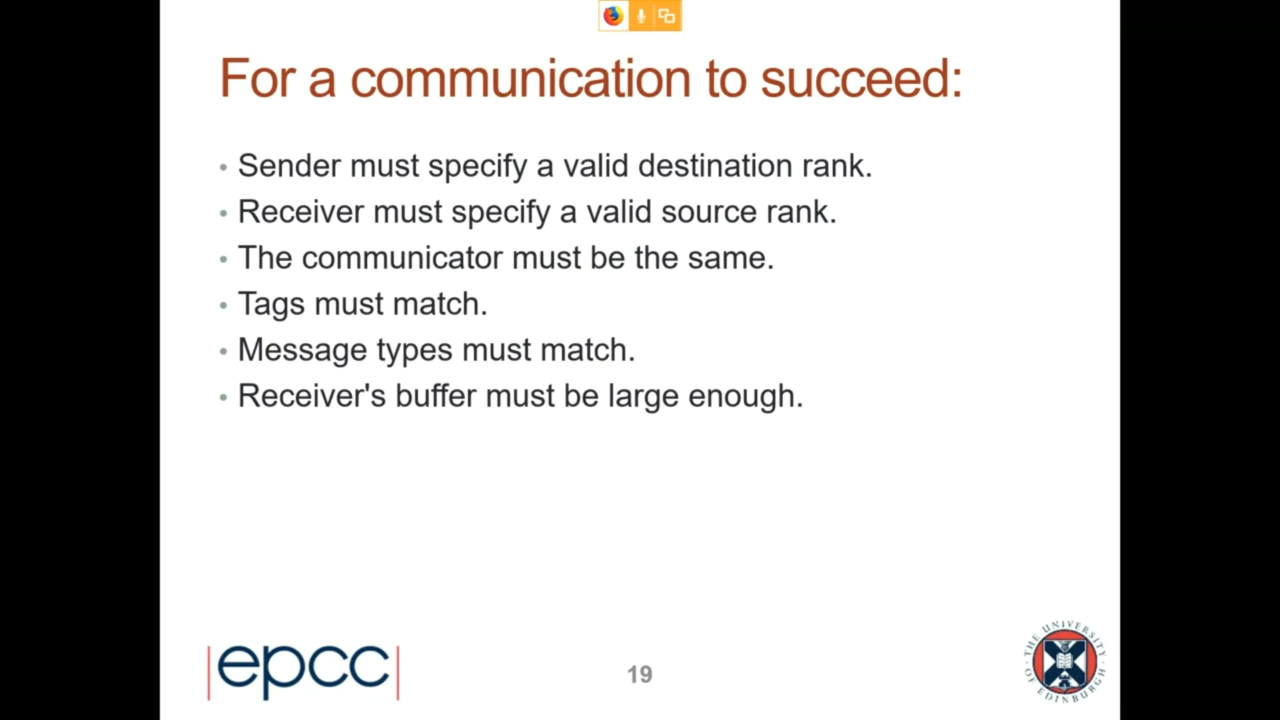 For a communication to succeed:
• Sender must specify a valid destination rank.
• Receiver must specify a valid source rank.
• The communicator must be the same.
• Tags must match.
• Message types must match.
• Receiver's buffer must be large enough.
|epcc|
19
THE UNIVERSITY OF EDINBURGH